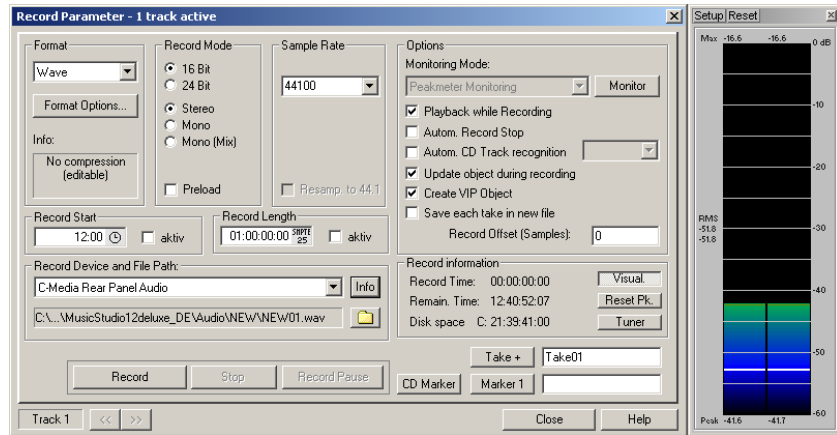 Record Parameter - 1 track active
Format
Wave
Format Options...
Info:
No compression
(editable)
Record Mode
16 Bit
24 Bit
Stereo
Mono
Mono (Mix)
Preload
Sample Rate
44100
Resamp. to 44.1
Options
Monitoring Mode:
Peakmeter Monitoring
Monitor
Playback while Recording
Autom. Record Stop
Autom. CD Track recognition
Update object during recording
Create VIP Object
Save each take in new file
Record Offset (Samples):
0
Record Start
12:00
aktiv
Record Length
01:00:00:00
SMPTE
25
aktiv
Record Device and File Path:
C-Media Rear Panel Audio
Info
C:\...\MusicStudio12deluxe_DE\Audio\NEW\NEW01.wav
Record information
Record Time: 00:00:00:00
Visual.
Remain. Time: 12:40:52:07
Reset Pk.
Disk space C: 21:39:41:00
Tuner
Record
Stop
Record Pause
Take +
Take01
CD Marker
Marker 1
Track 1
<<
>>
Close
Help
Setup
Reset
Max -16.6 -16.6
0 dB
-10
-20
RMS
-51.8
-51.8
-30
-40
-50
-60
Peak -41.6 -41.7